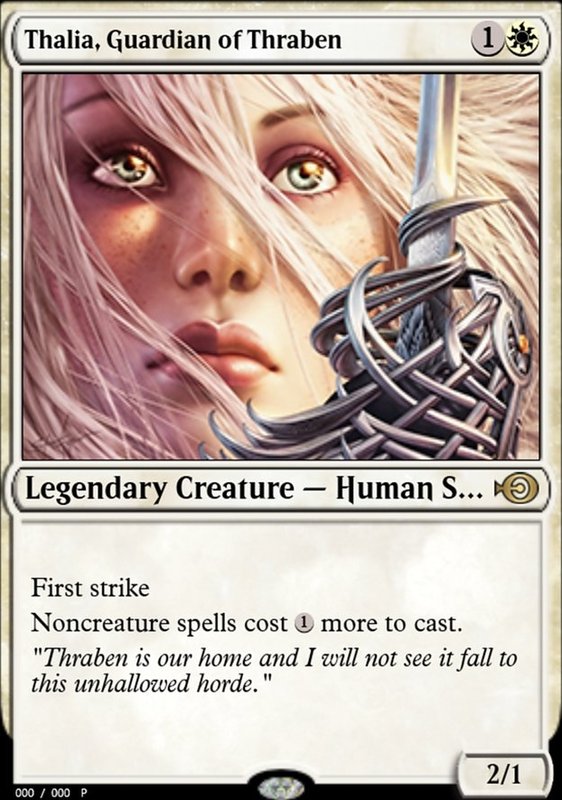 Thalia, Guardian of Thraben 1
Legendary Creature — Human S...
First strike
Noncreature spells cost 1 more to cast.
"Thraben is our home and I will not see it fall to
this unhallowed horde."
2/1
000 / 000 P